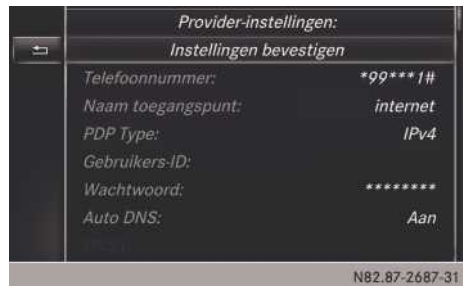 Provider-instellingen:
Instellingen bevestigen
Telefoonnummer: *99***1#
Naam toegangspunt: internet
PDP Type: IPv4
Gebruikers-ID:
Wachtwoord: ********
Auto DNS: Aan
N82.87-2687-31